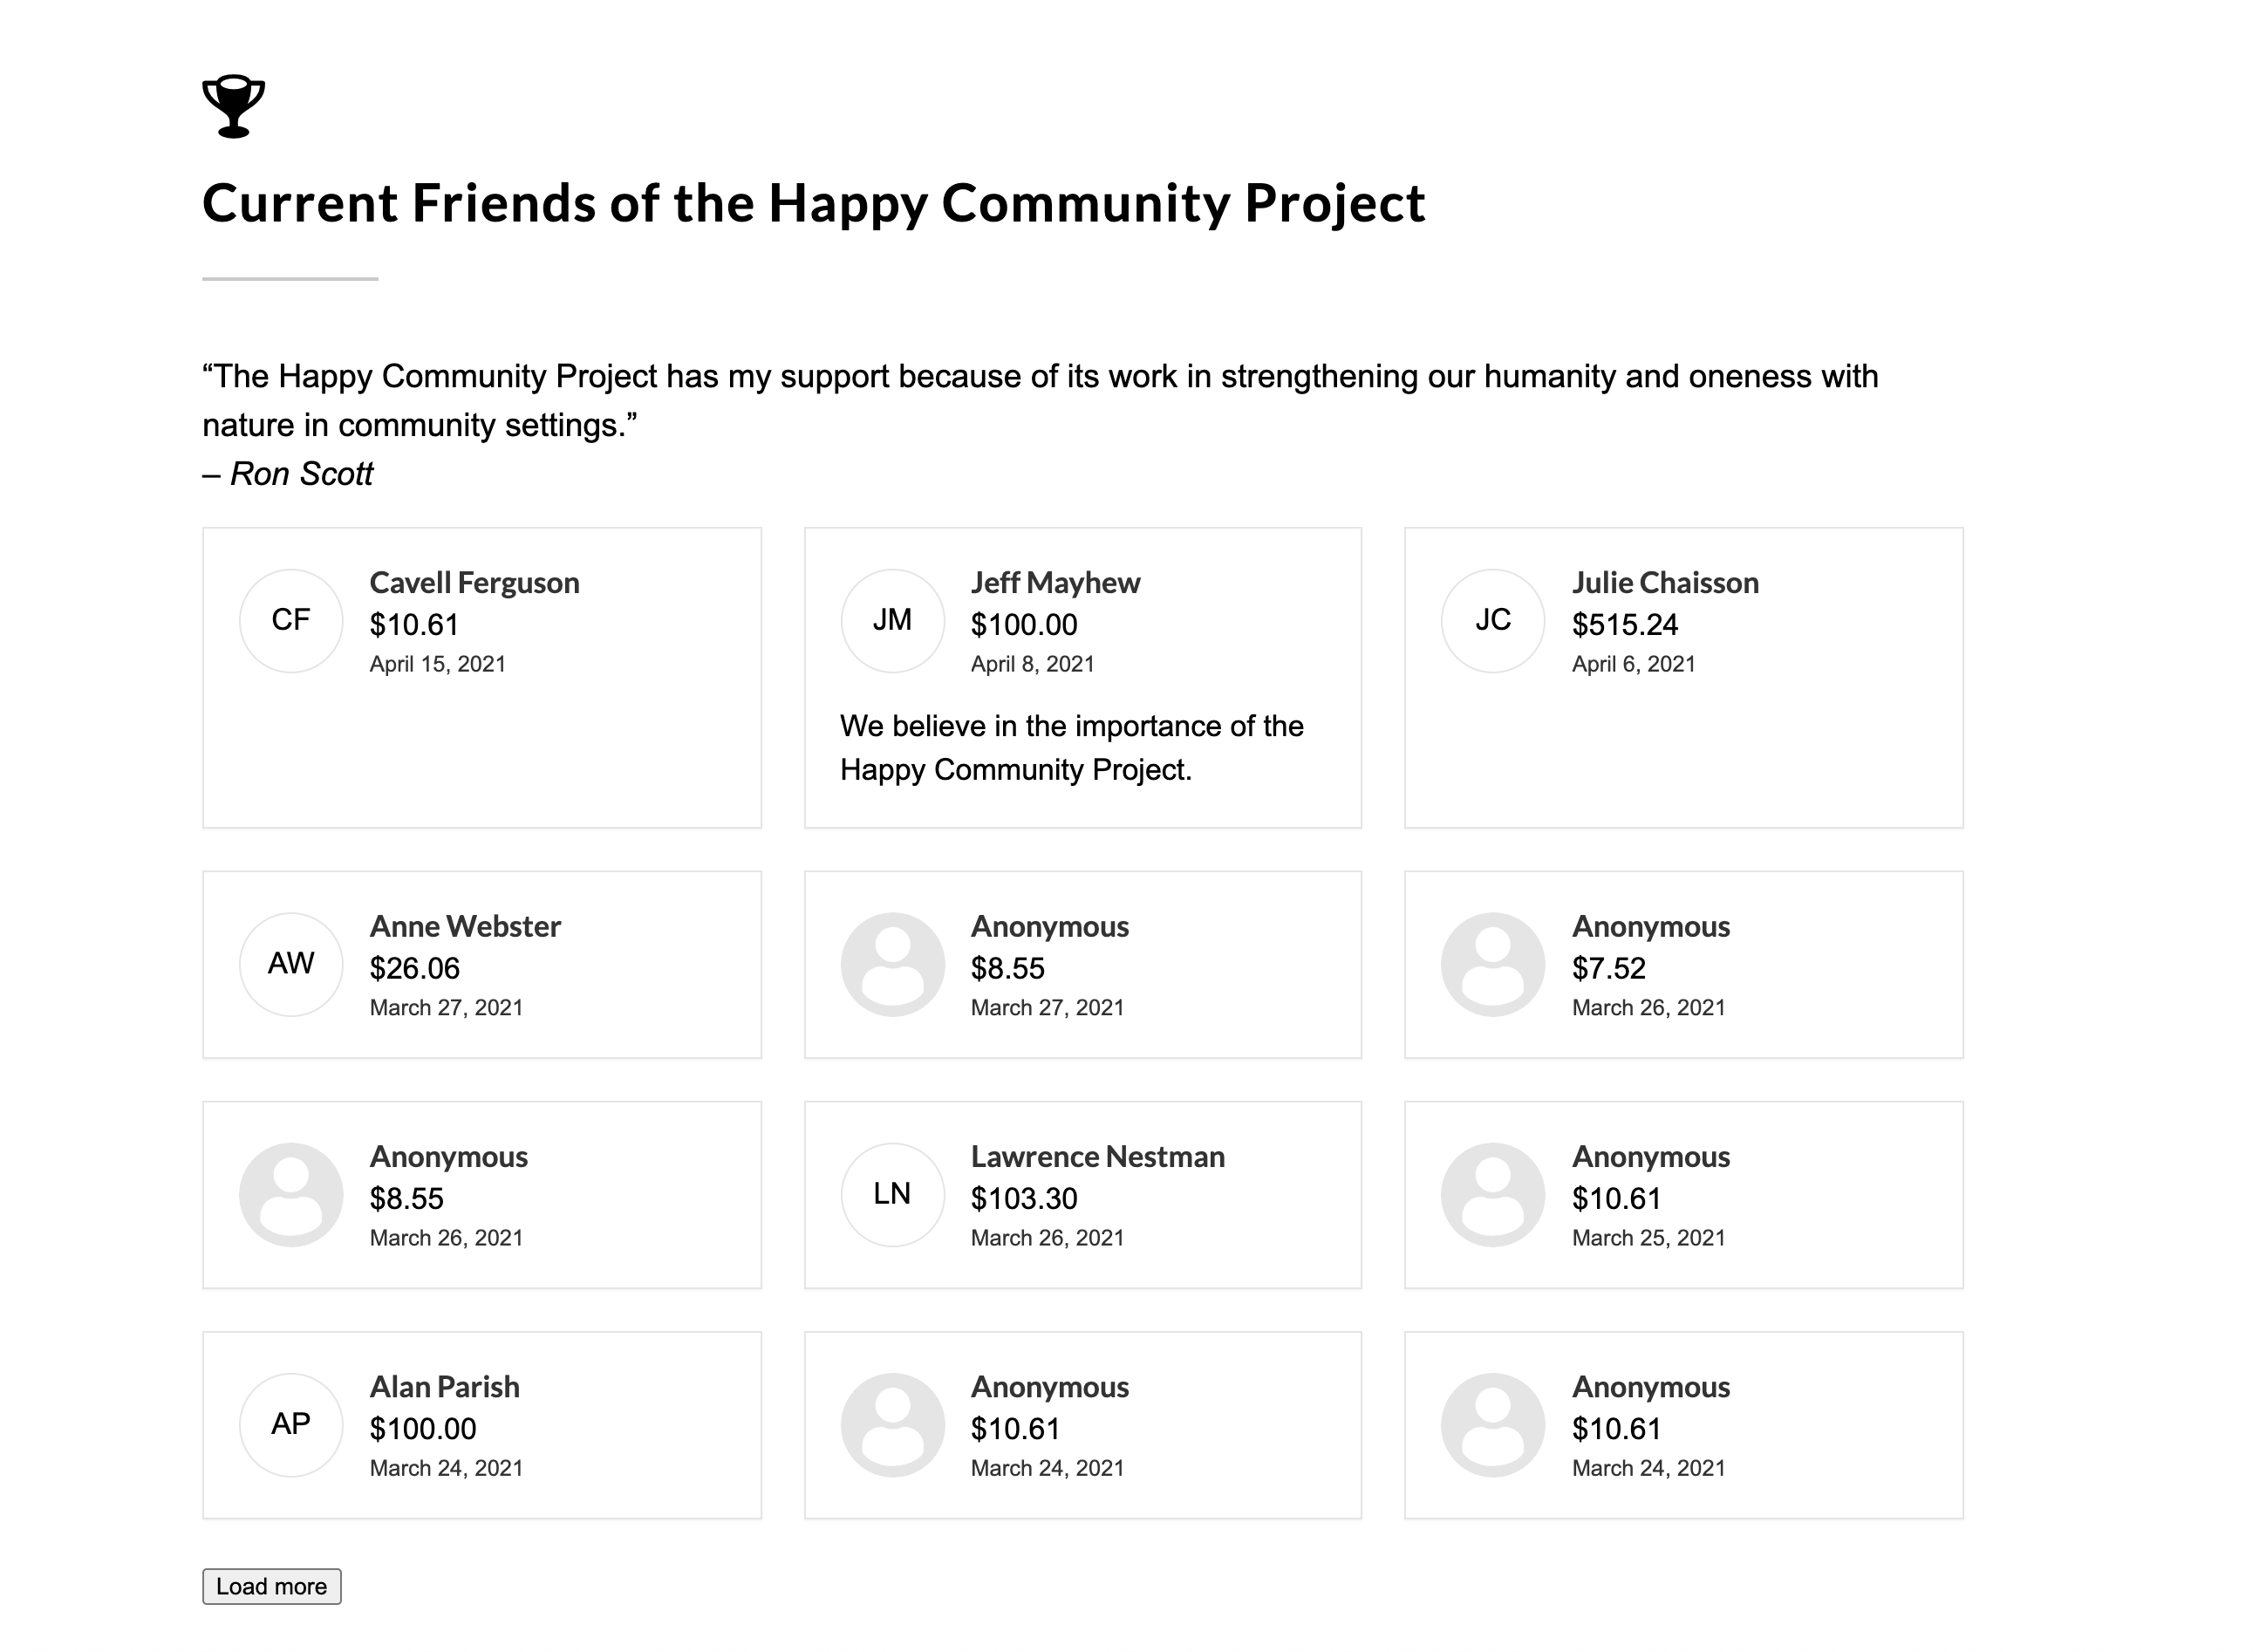 Current Friends of the Happy Community Project
“The Happy Community Project has my support because of its work in strengthening our humanity and oneness with
nature in community settings.”
– Ron Scott
CF
Cavell Ferguson
$10.61
April 15, 2021
JM
Jeff Mayhew
$100.00
April 8, 2021
We believe in the importance of the
Happy Community Project.
JC
Julie Chaisson
$515.24
April 6, 2021
AW
Anne Webster
$26.06
March 27, 2021
Anonymous
$8.55
March 27, 2021
Anonymous
$7.52
March 26, 2021
Anonymous
$8.55
March 26, 2021
LN
Lawrence Nestman
$103.30
March 26, 2021
Anonymous
$10.61
March 25, 2021
AP
Alan Parish
$100.00
March 24, 2021
Anonymous
$10.61
March 24, 2021
Anonymous
$10.61
March 24, 2021
Load more